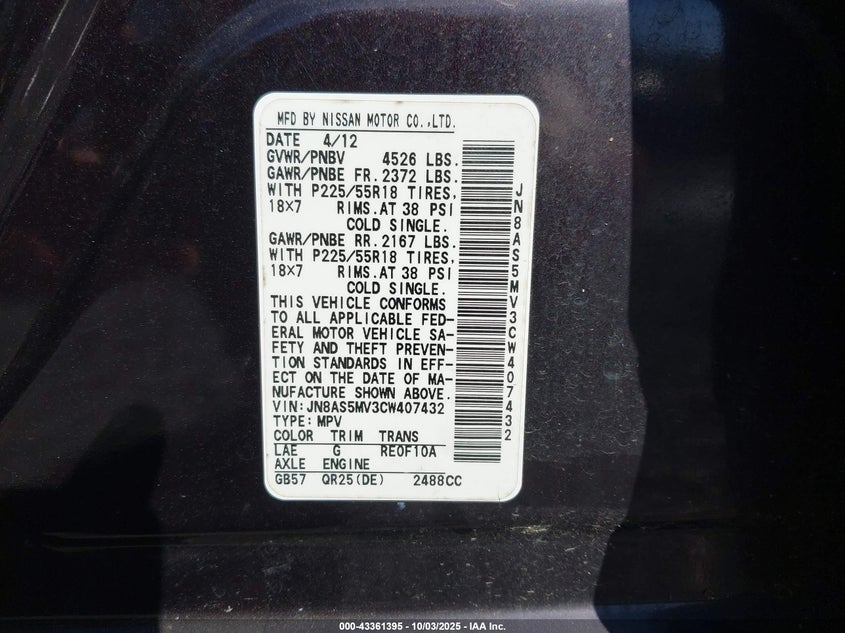 MFD BY NISSAN MOTOR CO.,LTD.
DATE 4/12
GVWR/PNBV 4526 LBS.
GAWR/PNBE FR. 2372 LBS.
WITH P225/55R18 TIRES,
18×7 RIMS.AT 38 PSI
COLD SINGLE.
GAWR/PNBE RR. 2167 LBS.
WITH P225/55R18 TIRES,
18×7 RIMS.AT 38 PSI
COLD SINGLE.
THIS VEHICLE CONFORMS
TO ALL APPLICABLE FED-
ERAL MOTOR VEHICLE SA-
FETY AND THEFT PREVEN-
TION STANDARDS IN EFF-
ECT ON THE DATE OF MA-
NUFACTURE SHOWN ABOVE.
VIN:JN8AS5MV3CW407432
TYPE:MPV
COLOR TRIM TRANS
LAE G RE0F10A
AXLE ENGINE
GB57 QR25(DE) 2488CC
JN8AS5MV3CW407432
000-43361395 - 10/03/2025 - IAA Inc.